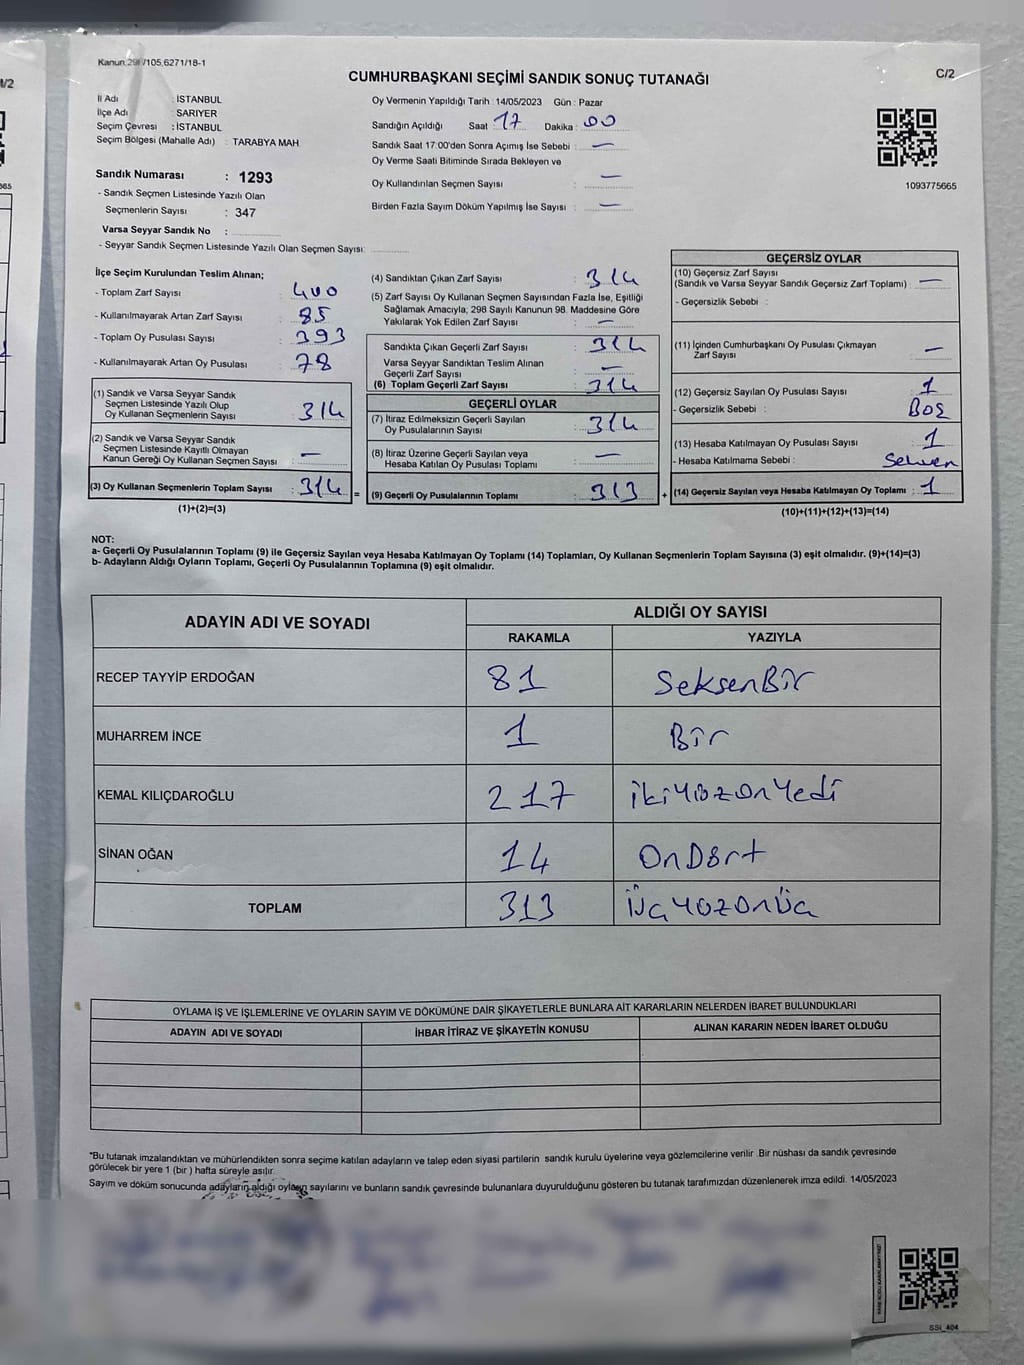 Kanun 298/105,6271/18-1
C/2
CUMHURBAŞKANI SEÇİMİ SANDIK SONUÇ TUTANAĞI
İl Adı : İSTANBUL
İlçe Adı : SARIYER
Seçim Çevresi : İSTANBUL
Seçim Bölgesi (Mahalle Adı) : TARABYA MAH.
Sandık Numarası : 1293
- Sandık Seçmen Listesinde Yazılı Olan
Seçmenlerin Sayısı : 347
Varsa Seyyar Sandık No :
- Seyyar Sandık Seçmen Listesinde Yazılı Olan Seçmen Sayısı:
Oy Vermenin Yapıldığı Tarih : 14/05/2023 Gün : Pazar
Sandığın Açıldığı Saat : 17 Dakika : 00
Sandık Saat 17:00'den Sonra Açımış İse Sebebi : —
Oy Verme Saati Bitiminde Sırada Bekleyen ve
Oy Kullandırılan Seçmen Sayısı : —
Birden Fazla Sayım Döküm Yapılmış İse Sayısı : —
1093775665
İlçe Seçim Kurulundan Teslim Alınan;
- Toplam Zarf Sayısı : 400
- Kullanılmayarak Artan Zarf Sayısı : 85
- Toplam Oy Pusulası Sayısı : 393
- Kullanılmayarak Artan Oy Pusulası : 78
(1) Sandık ve Varsa Seyyar Sandık
Seçmen Listesinde Yazılı Olup
Oy Kullanan Seçmenlerin Sayısı : 314
(2) Sandık ve Varsa Seyyar Sandık
Seçmen Listesinde Kayıtlı Olmayan
Kanun Gereği Oy Kullanan Seçmen Sayısı : —
(3) Oy Kullanan Seçmenlerin Toplam Sayısı : 314
(1)+(2)=(3)
=
(4) Sandıktan Çıkan Zarf Sayısı : 314
(5) Zarf Sayısı Oy Kullanan Seçmen Sayısından Fazla İse, Eşitliği
Sağlamak Amacıyla, 298 Sayılı Kanunun 98. Maddesine Göre
Yakılarak Yok Edilen Zarf Sayısı : —
Sandıkta Çıkan Geçerli Zarf Sayısı : 314
Varsa Seyyar Sandıktan Teslim Alınan
Geçerli Zarf Sayısı : —
(6) Toplam Geçerli Zarf Sayısı : 314
GEÇERLİ OYLAR
(7) İtiraz Edilmeksizin Geçerli Sayılan
Oy Pusulalarının Sayısı : 314
(8) İtiraz Üzerine Geçerli Sayılan veya
Hesaba Katılan Oy Pusulası Toplamı : —
(9) Geçerli Oy Pusulalarının Toplamı : 313
+
GEÇERSİZ OYLAR
(10) Geçersiz Zarf Sayısı
(Sandık ve Varsa Seyyar Sandık Geçersiz Zarf Toplamı) : —
- Geçersizlik Sebebi :
(11) İçinden Cumhurbaşkanı Oy Pusulası Çıkmayan
Zarf Sayısı : —
(12) Geçersiz Sayılan Oy Pusulası Sayısı : 1
- Geçersizlik Sebebi : Boş
(13) Hesaba Katılmayan Oy Pusulası Sayısı : 1
- Hesaba Katılmama Sebebi : Sehven
(14) Geçersiz Sayılan veya Hesaba Katılmayan Oy Toplamı : 1
(10)+(11)+(12)+(13)=(14)
NOT:
a- Geçerli Oy Pusulalarının Toplamı (9) ile Geçersiz Sayılan veya Hesaba Katılmayan Oy Toplamı (14) Toplamları, Oy Kullanan Seçmenlerin Toplam Sayısına (3) eşit olmalıdır. (9)+(14)=(3)
b- Adayların Aldığı Oyların Toplamı, Geçerli Oy Pusulalarının Toplamına (9) eşit olmalıdır.
ADAYIN ADI VE SOYADI
ALDIĞI OY SAYISI
RAKAMLA YAZIYLA
RECEP TAYYİP ERDOĞAN 81 SeksenBir
MUHARREM İNCE 1 Bir
KEMAL KILIÇDAROĞLU 217 ikiyüzonYedi
SİNAN OĞAN 14 OnDört
TOPLAM 313 ÜçyüzonÜç
OYLAMA İŞ VE İŞLEMLERİNE VE OYLARIN SAYIM VE DÖKÜMÜNE DAİR ŞİKAYETLERLE BUNLARA AİT KARARLARIN NELERDEN İBARET BULUNDUKLARI
ADAYIN ADI VE SOYADI İHBAR İTİRAZ VE ŞİKAYETİN KONUSU ALINAN KARARIN NEDEN İBARET OLDUĞU
*Bu tutanak imzalandıktan ve mühürlendikten sonra seçime katılan adayların ve talep eden siyasi partilerin sandık kurulu üyelerine veya gözlemcilerine verilir .Bir nüshası da sandık çevresinde
görülecek bir yere 1 (bir ) hafta süreyle asılır.
Sayım ve döküm sonucunda adayların aldığı oyların sayılarını ve bunların sandık çevresinde bulunanlara duyurulduğunu gösteren bu tutanak tarafımızdan düzenlenerek imza edildi. 14/05/2023
SSİ_404